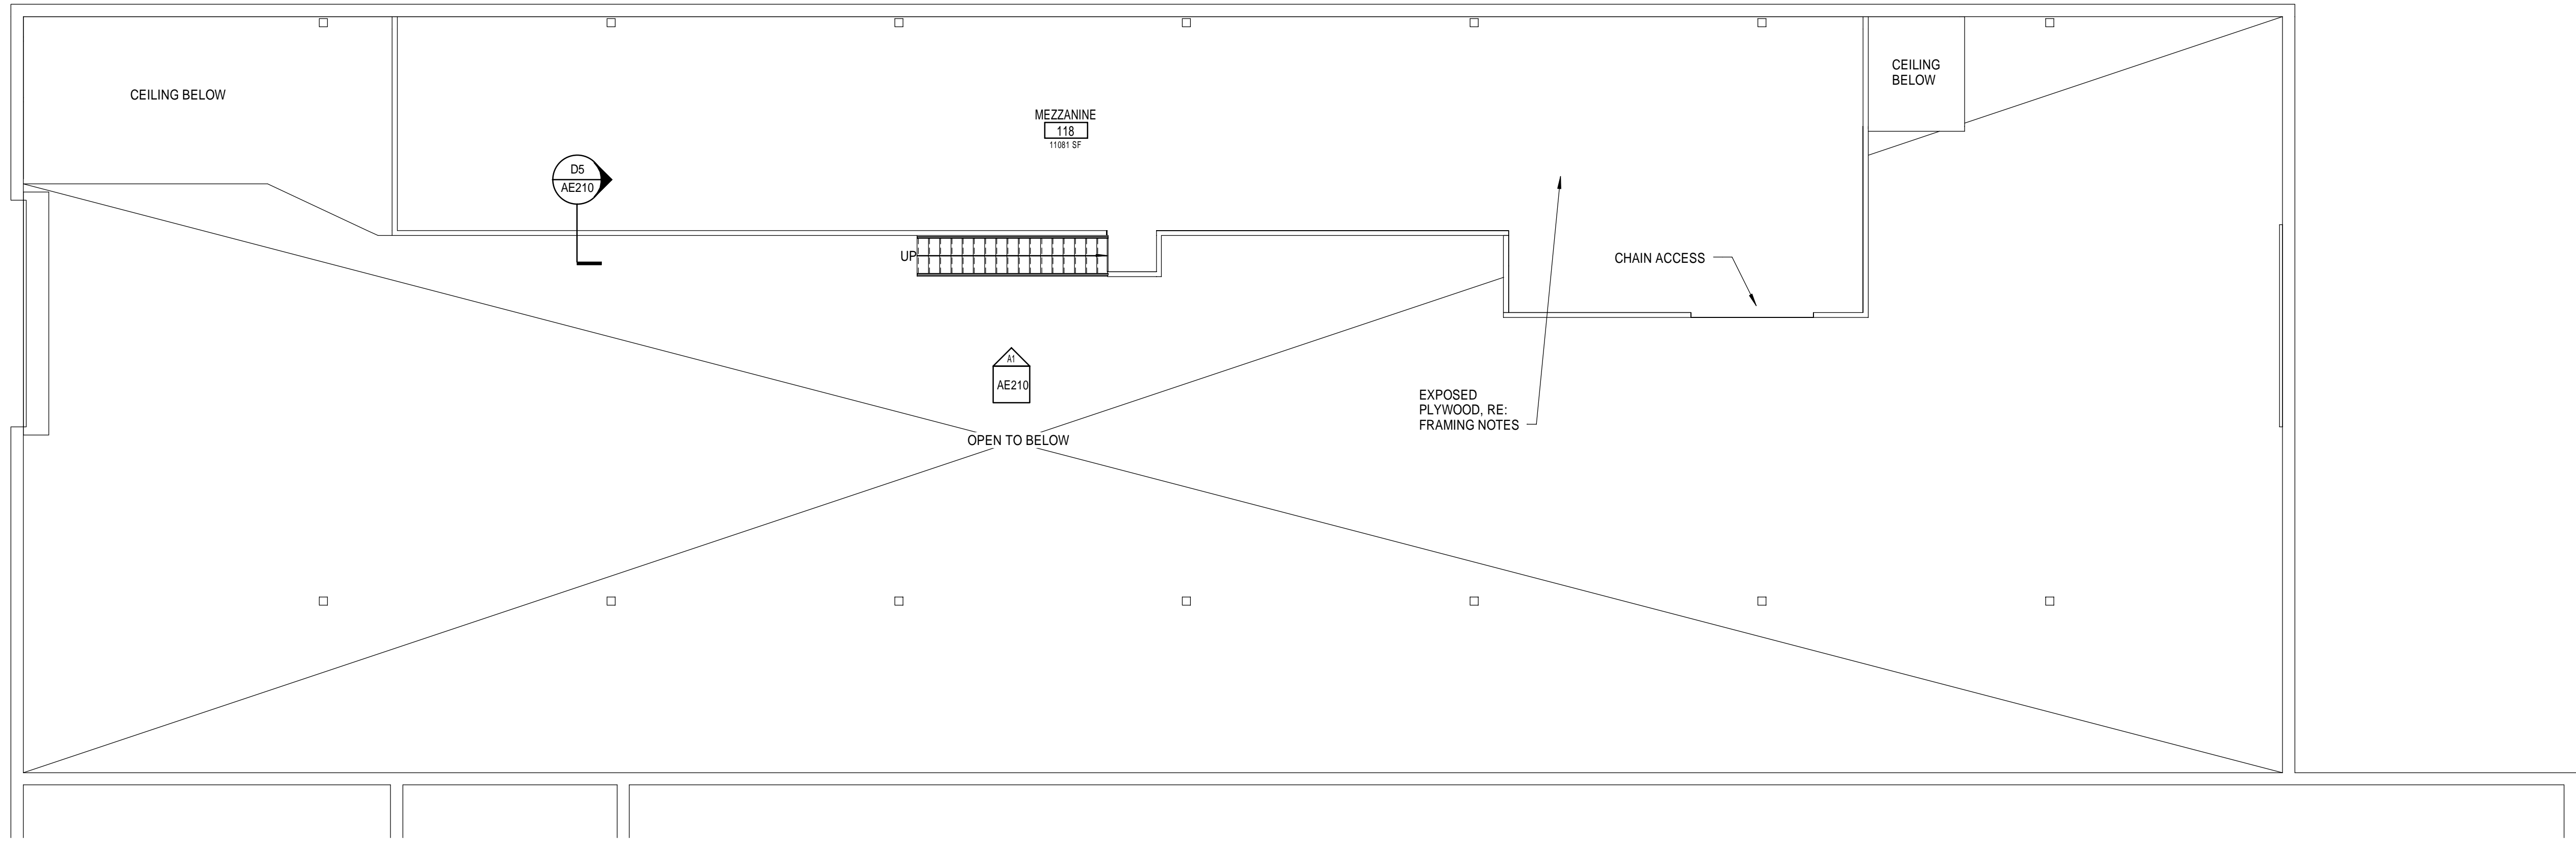 CEILING BELOW
CEILING
BELOW
MEZZANINE
118
11081 SF
D5
AE210
UP
CHAIN ACCESS
A1
AE210
EXPOSED
PLYWOOD, RE:
FRAMING NOTES
OPEN TO BELOW